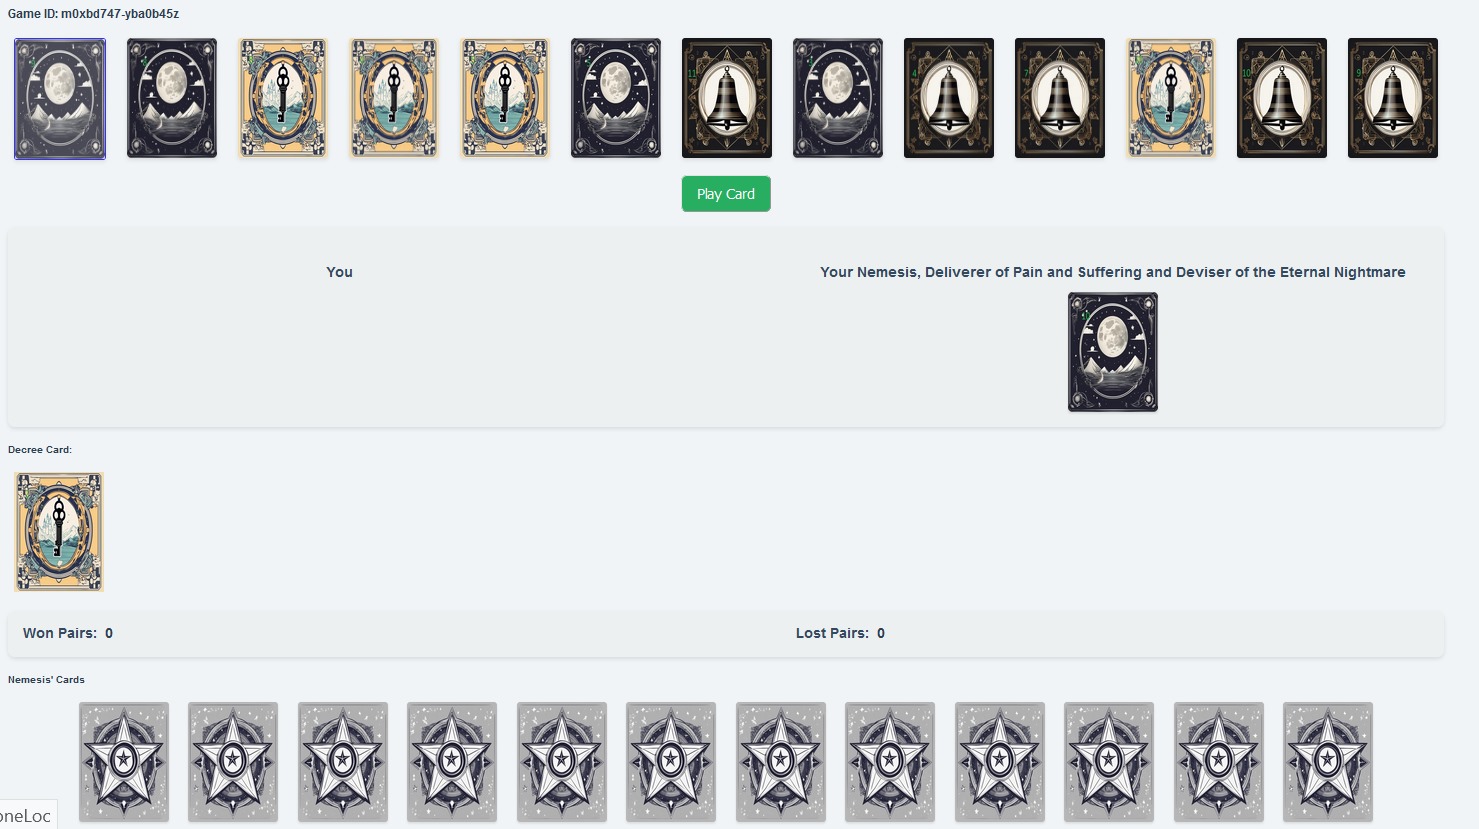 Game ID: m0xbd747-yba0b45z
11
4
7
10
9
Play Card
You
Your Nemesis, Deliverer of Pain and Suffering and Deviser of the Eternal Nightmare
Decree Card:
Won Pairs: 0
Lost Pairs: 0
Nemesis' Cards
oneLoc